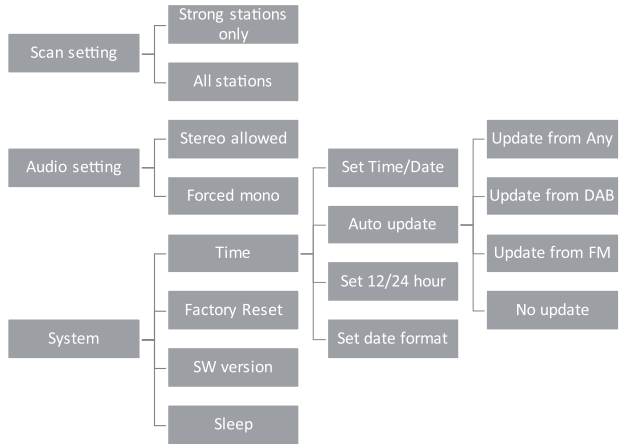 Scan setting
Strong stations
only
All stations
Audio setting
Stereo allowed
Forced mono
System
Time
Factory Reset
SW version
Sleep
Set Time/Date
Auto update
Set 12/24 hour
Set date format
Update from Any
Update from DAB
Update from FM
No update